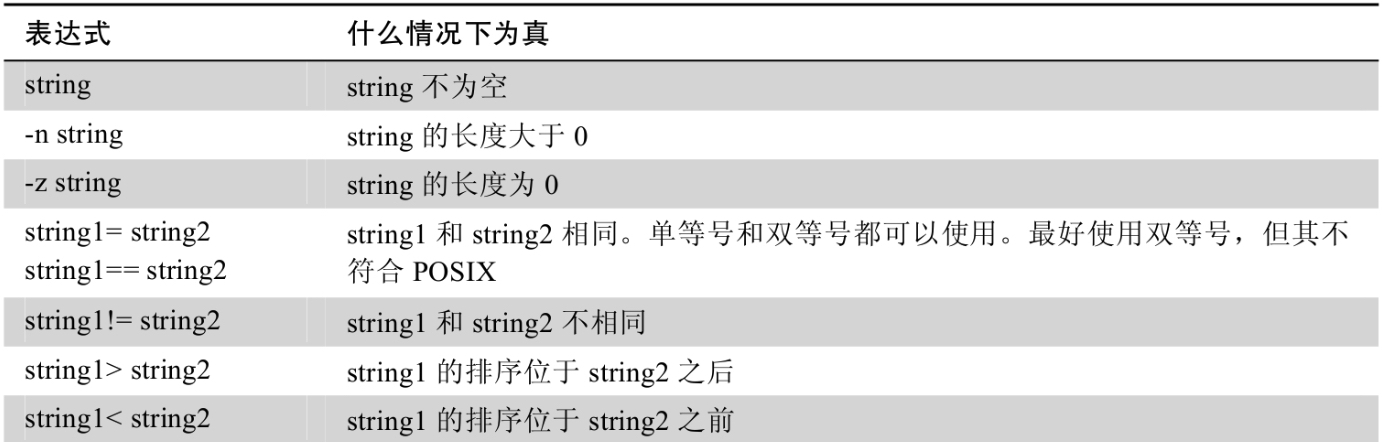 表达式 什么情况下为真
string string 不为空
-n string string 的长度大于 0
-z string string 的长度为 0
string1= string2 string1 和 string2 相同。单等号和双等号都可以使用。最好使用双等号，但其不
string1== string2 符合 POSIX
string1!= string2 string1 和 string2 不相同
string1> string2 string1 的排序位于 string2 之后
string1< string2 string1 的排序位于 string2 之前